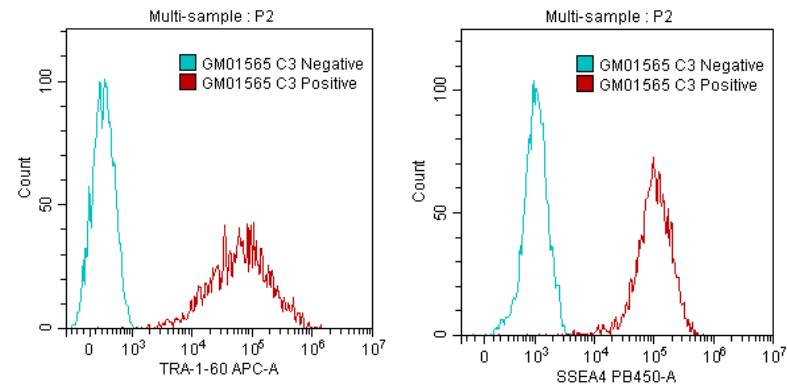 Multi-sample : P2
GM01565 C3 Negative
GM01565 C3 Positive
Count
100
50
0
0 10³ 10⁴ 10⁵ 10⁶ 10⁷
TRA-1-60 APC-A
Multi-sample : P2
GM01565 C3 Negative
GM01565 C3 Positive
Count
100
50
0
0 10³ 10⁴ 10⁵ 10⁶ 10⁷
SSEA4 PB450-A